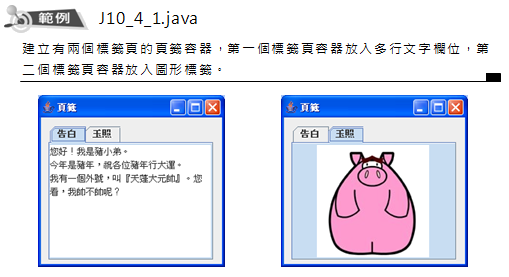 範例 J10_4_1.java
建立有兩個標籤頁的頁籤容器，第一個標籤頁容器放入多行文字欄位，第
二個標籤頁容器放入圖形標籤。
頁籤
告白 玉照
您好！我是豬小弟。
今年是豬年，祝各位豬年行大運。
我有一個外號，叫『天蓬大元帥』。您
看，我帥不帥呢？
頁籤
告白 玉照